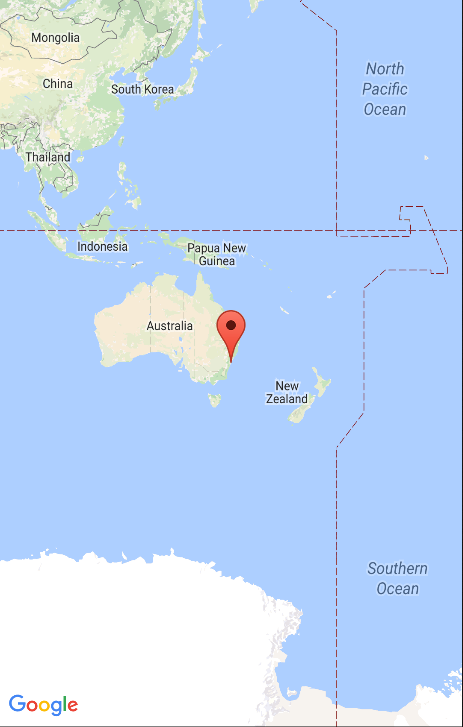 Mongolia
North
Pacific
Ocean
China
South Korea
Thailand
Indonesia
Papua New
Guinea
Australia
New
Zealand
Southern
Ocean
Google